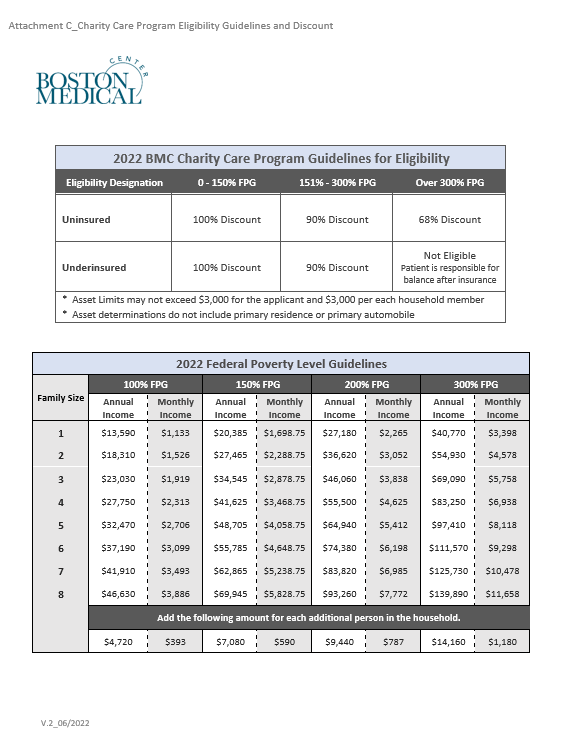 Attachment C_Charity Care Program Eligibility Guidelines and Discount
CENTER
BOSTON
MEDICAL
2022 BMC Charity Care Program Guidelines for Eligibility
Eligibility Designation 0 - 150% FPG 151% - 300% FPG Over 300% FPG
Uninsured 100% Discount 90% Discount 68% Discount
Underinsured 100% Discount 90% Discount Not Eligible
Patient is responsible for
balance after insurance
* Asset Limits may not exceed $3,000 for the applicant and $3,000 per each household member
* Asset determinations do not include primary residence or primary automobile
2022 Federal Poverty Level Guidelines
Family Size 100% FPG 150% FPG 200% FPG 300% FPG
Annual Monthly Annual Monthly Annual Monthly Annual Monthly
Income Income Income Income Income Income Income Income
1 $13,590 $1,133 $20,385 $1,698.75 $27,180 $2,265 $40,770 $3,398
2 $18,310 $1,526 $27,465 $2,288.75 $36,620 $3,052 $54,930 $4,578
3 $23,030 $1,919 $34,545 $2,878.75 $46,060 $3,838 $69,090 $5,758
4 $27,750 $2,313 $41,625 $3,468.75 $55,500 $4,625 $83,250 $6,938
5 $32,470 $2,706 $48,705 $4,058.75 $64,940 $5,412 $97,410 $8,118
6 $37,190 $3,099 $55,785 $4,648.75 $74,380 $6,198 $111,570 $9,298
7 $41,910 $3,493 $62,865 $5,238.75 $83,820 $6,985 $125,730 $10,478
8 $46,630 $3,886 $69,945 $5,828.75 $93,260 $7,772 $139,890 $11,658
Add the following amount for each additional person in the household.
$4,720 $393 $7,080 $590 $9,440 $787 $14,160 $1,180
V.2_06/2022